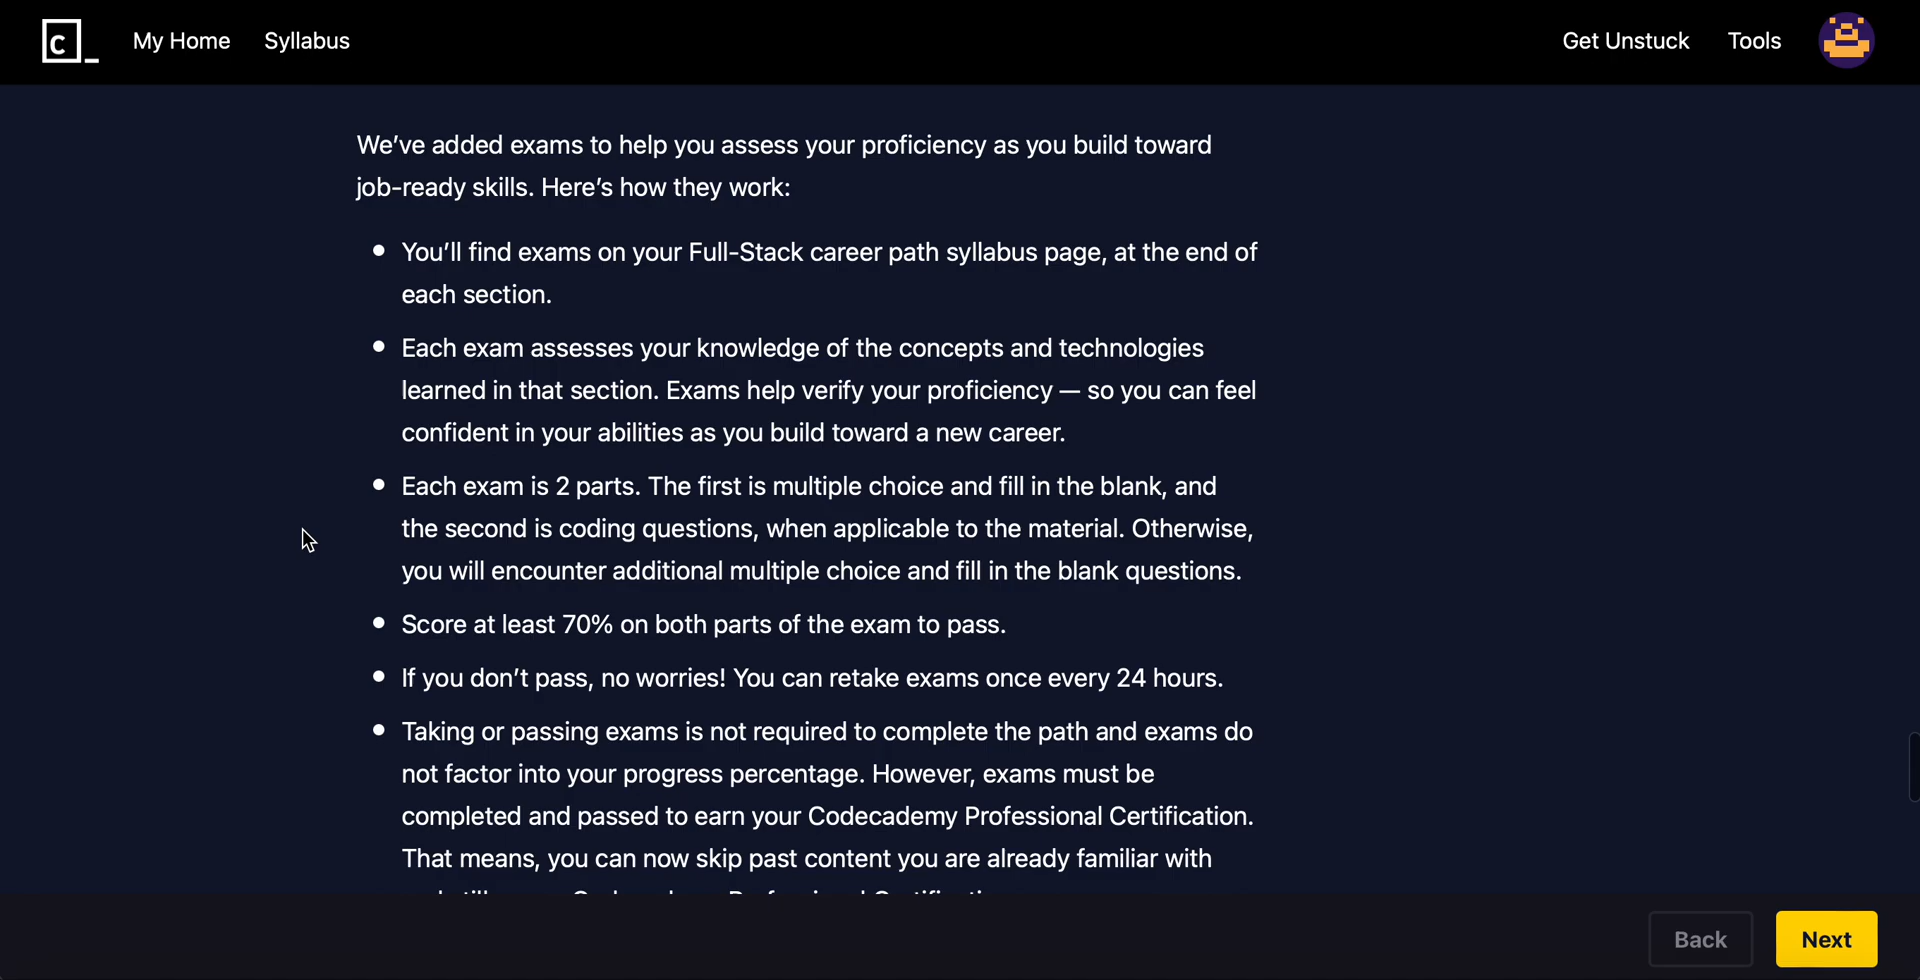 c_
My Home
Syllabus
Get Unstuck
Tools
We’ve added exams to help you assess your proficiency as you build toward
job-ready skills. Here’s how they work:
• You’ll find exams on your Full-Stack career path syllabus page, at the end of
each section.
• Each exam assesses your knowledge of the concepts and technologies
learned in that section. Exams help verify your proficiency — so you can feel
confident in your abilities as you build toward a new career.
• Each exam is 2 parts. The first is multiple choice and fill in the blank, and
the second is coding questions, when applicable to the material. Otherwise,
you will encounter additional multiple choice and fill in the blank questions.
• Score at least 70% on both parts of the exam to pass.
• If you don’t pass, no worries! You can retake exams once every 24 hours.
• Taking or passing exams is not required to complete the path and exams do
not factor into your progress percentage. However, exams must be
completed and passed to earn your Codecademy Professional Certification.
That means, you can now skip past content you are already familiar with
Back
Next